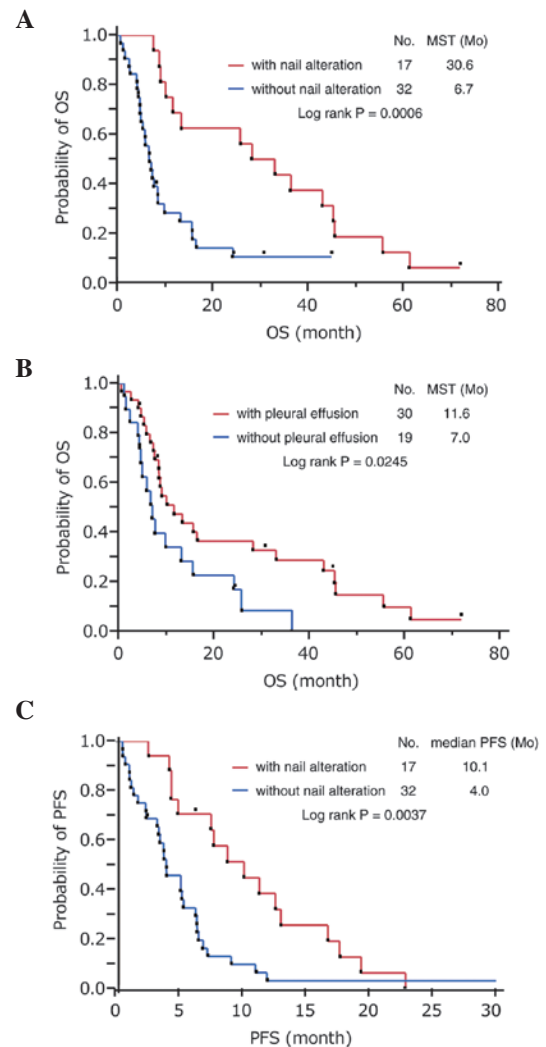 A
No. MST (Mo)
with nail alteration 17 30.6
without nail alteration 32 6.7
Log rank P = 0.0006
Probability of OS
1.0
0.8
0.6
0.4
0.2
0.0
0 20 40 60 80
OS (month)
B
No. MST (Mo)
with pleural effusion 30 11.6
without pleural effusion 19 7.0
Log rank P = 0.0245
Probability of OS
1.0
0.8
0.6
0.4
0.2
0.0
0 20 40 60 80
OS (month)
C
No. median PFS (Mo)
with nail alteration 17 10.1
without nail alteration 32 4.0
Log rank P = 0.0037
Probability of PFS
1.0
0.8
0.6
0.4
0.2
0.0
0 5 10 15 20 25 30
PFS (month)